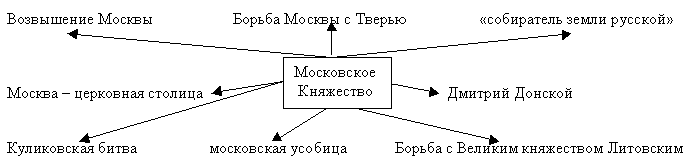 Возвышение Москвы
Борьба Москвы с Тверью
«собиратель земли русской»
Московское
Княжество
Москва – церковная столица
Дмитрий Донской
Куликовская битва
московская усобица
Борьба с Великим княжеством Литовским